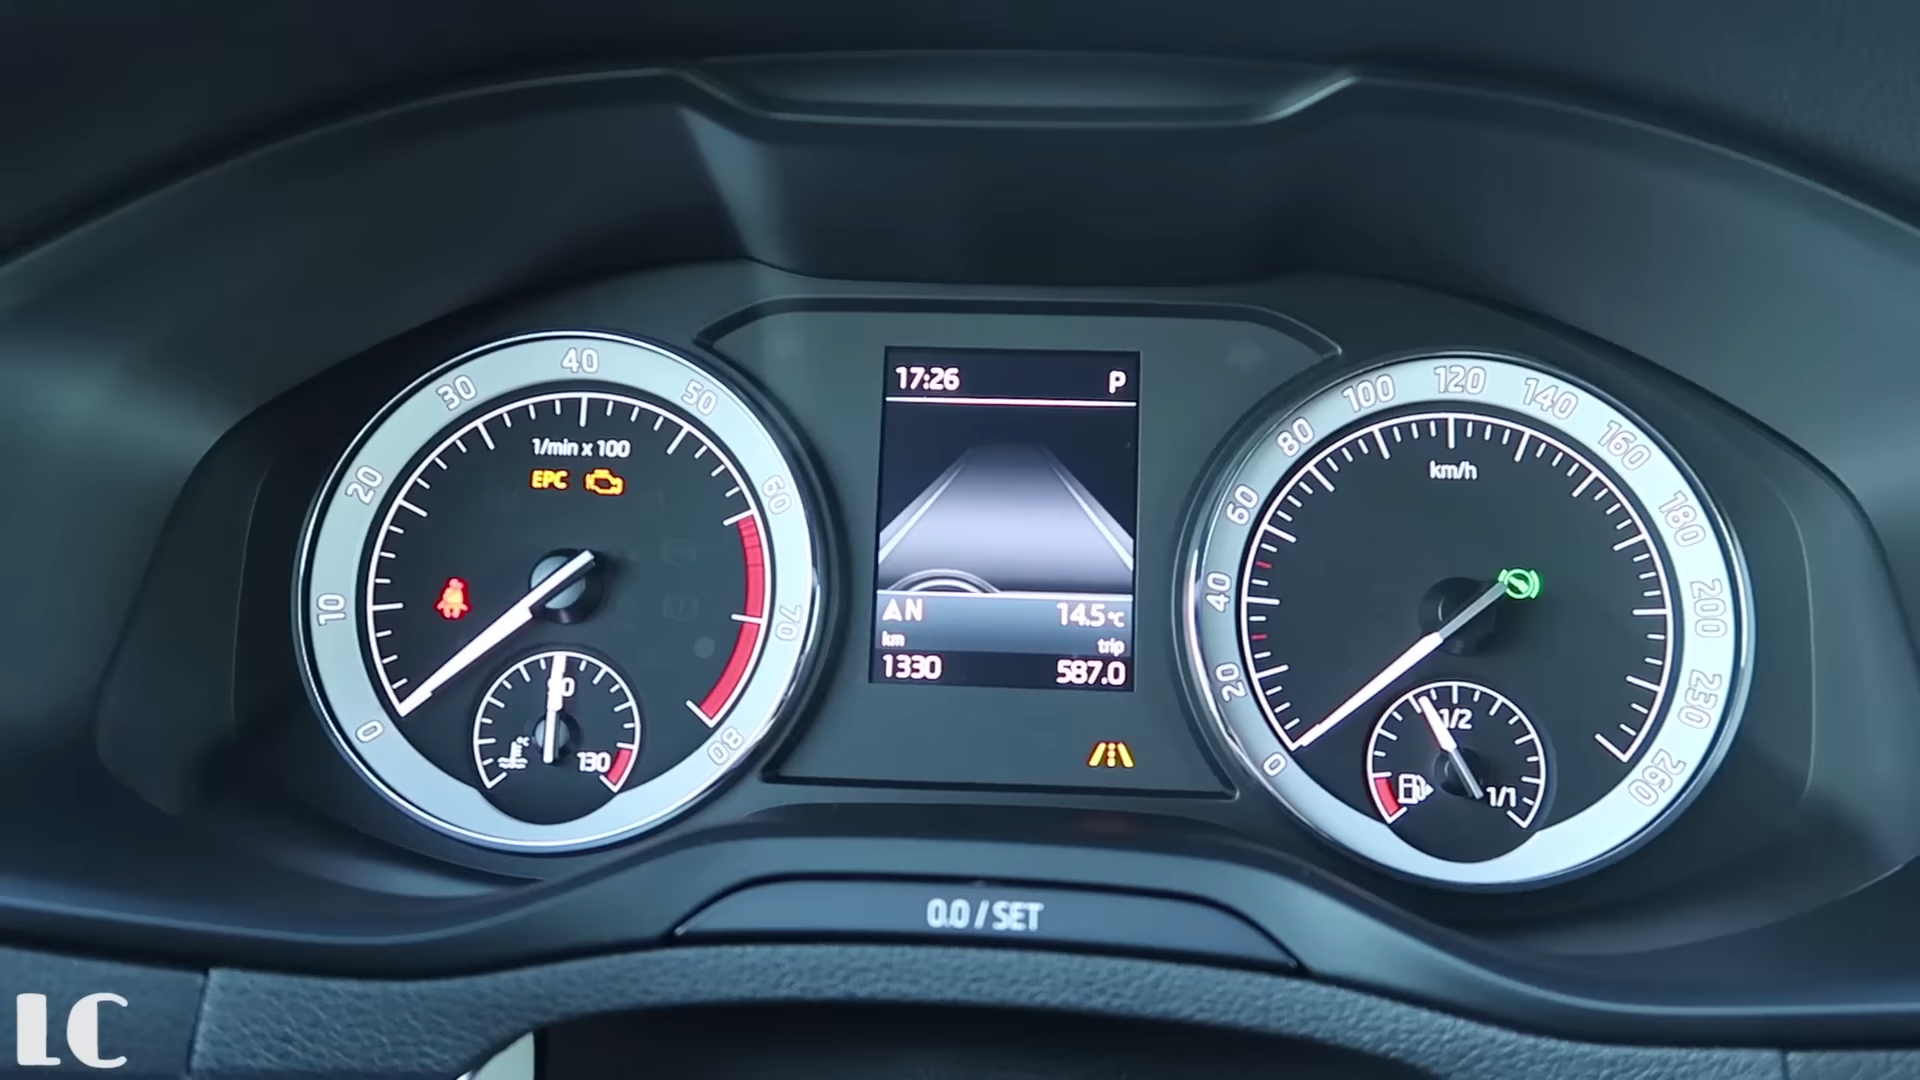 17:26 P
1/min x 100
EPC
0 10 20 30 40 50 60 70 80
90 130
°C
N 14.5°C
km trip
1330 587.0
km/h
0 20 40 60 80 100 120 140 160 180 200 230 260
1/2 1/1
0.0 / SET
LC